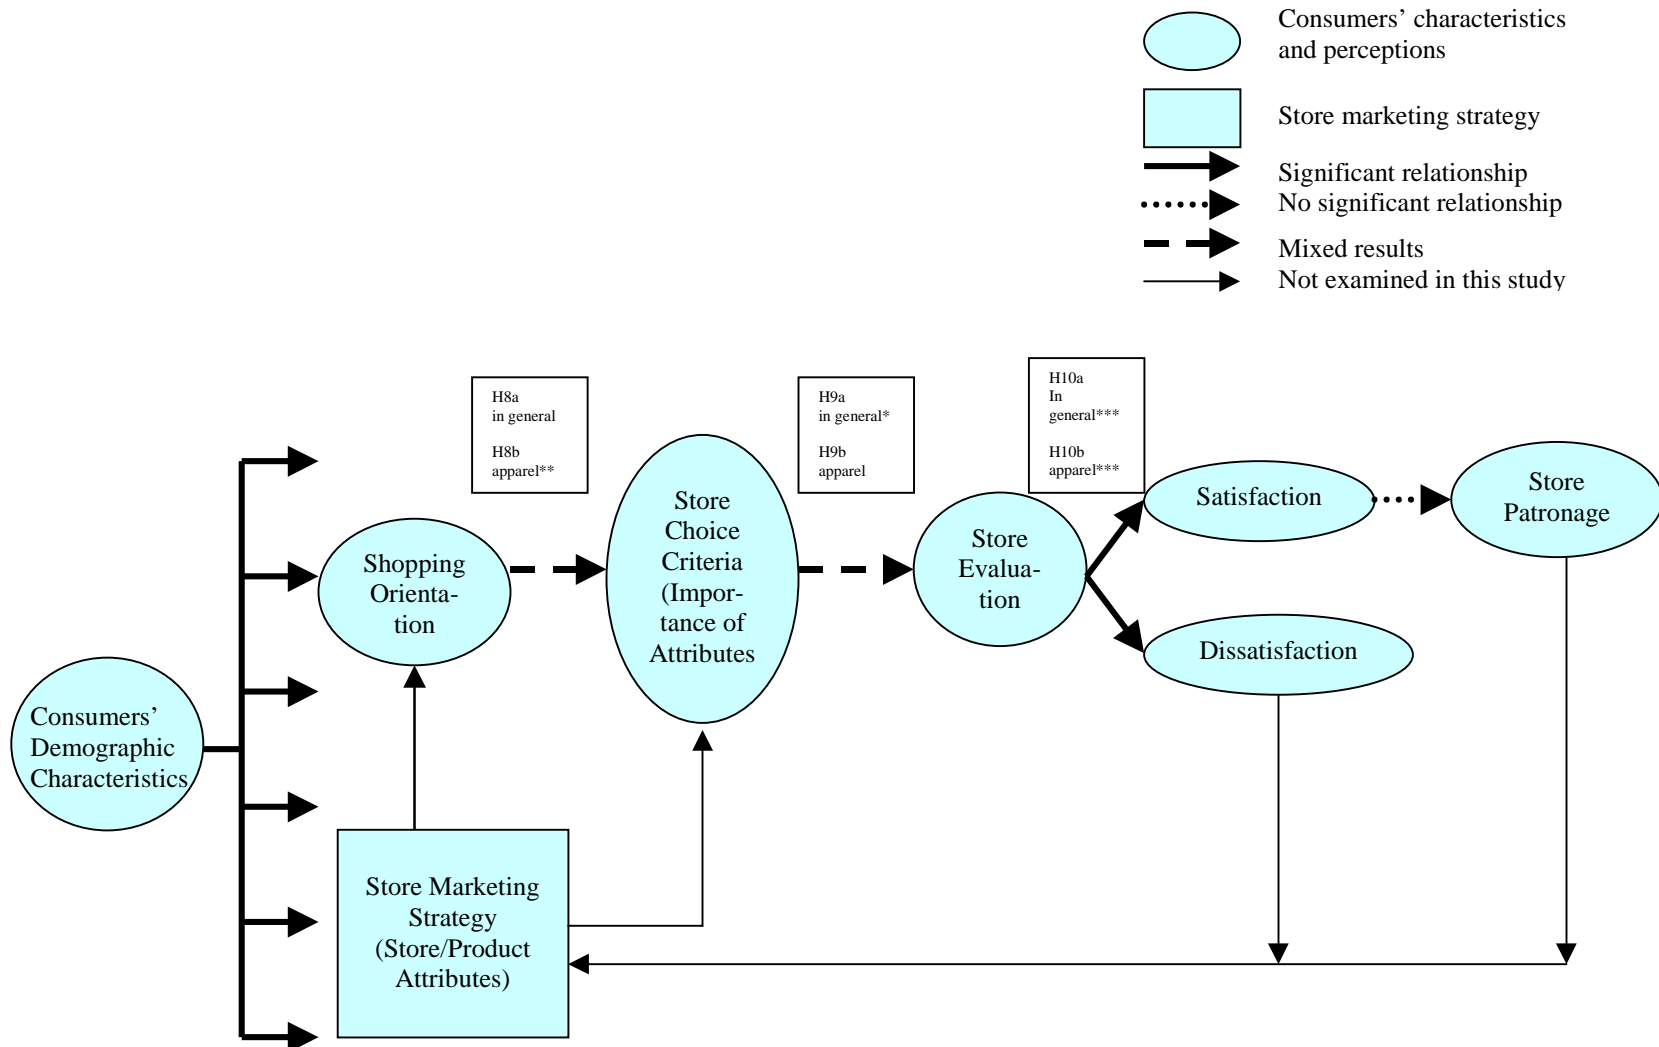 Consumers’ characteristics
and perceptions
Store marketing strategy
Significant relationship
No significant relationship
Mixed results
Not examined in this study
H8a
in general
H8b
apparel**
H9a
in general*
H9b
apparel
H10a
In
general***
H10b
apparel***
Consumers’
Demographic
Characteristics
Shopping
Orienta-
tion
Store
Choice
Criteria
(Impor-
tance of
Attributes
Store
Evalua-
tion
Satisfaction
Dissatisfaction
Store
Patronage
Store Marketing
Strategy
(Store/Product
Attributes)